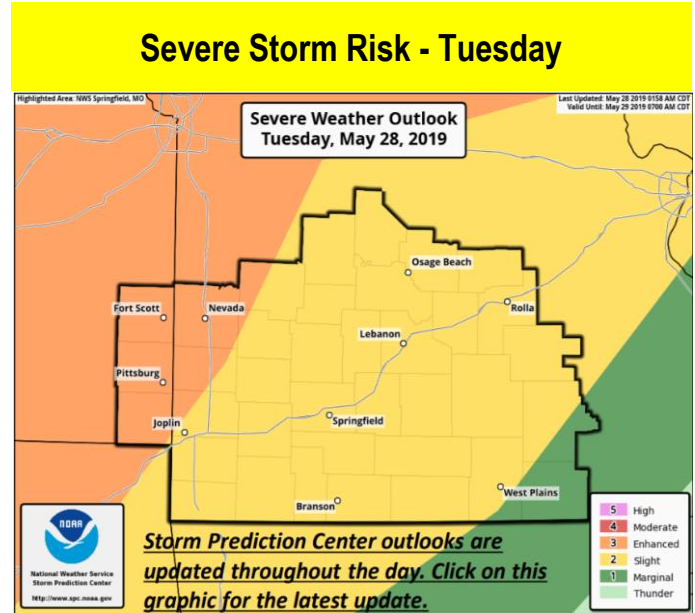 Severe Storm Risk - Tuesday
Highlighted Area: NWS Springfield, MO
Last Updated: May 28 2019 0158 AM CDT
Valid Until: May 29 2019 0700 AM CDT
Severe Weather Outlook
Tuesday, May 28, 2019
Osage Beach
Fort Scott
Nevada
Rolla
Lebanon
Pittsburg
Joplin
Springfield
Branson
West Plains
NOAA
National Weather Service
Storm Prediction Center
http://www.spc.noaa.gov
Storm Prediction Center outlooks are
updated throughout the day. Click on this
graphic for the latest update.
5 High
4 Moderate
3 Enhanced
2 Slight
1 Marginal
Thunder